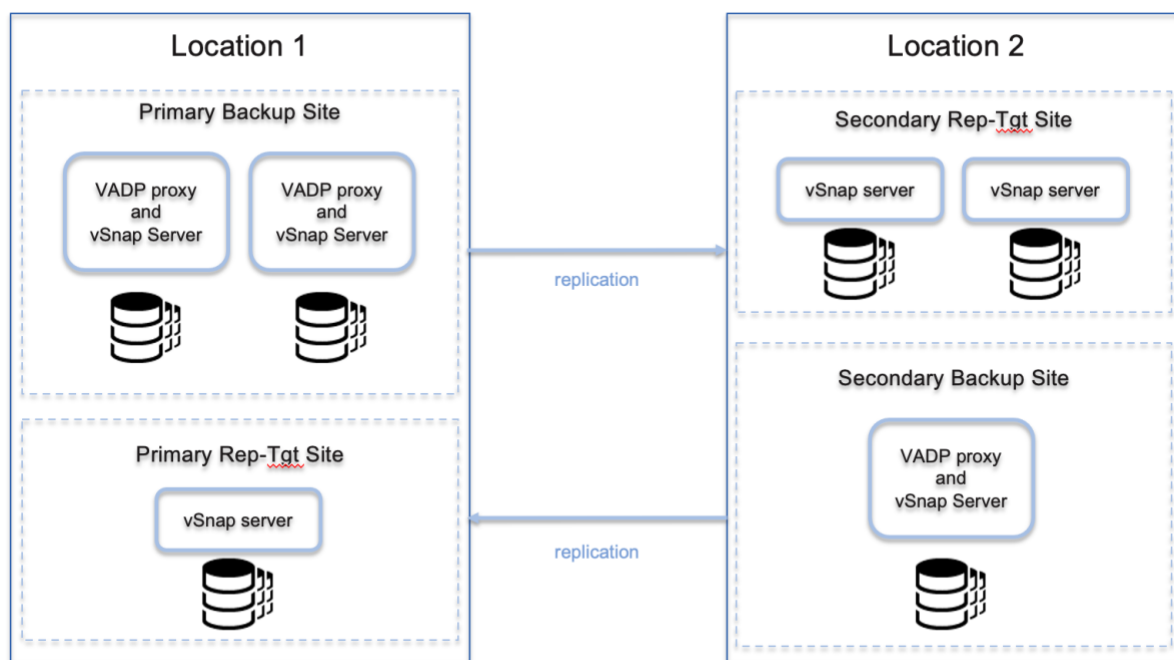 Location 1
Primary Backup Site
VADP proxy
and
vSnap Server
VADP proxy
and
vSnap Server
Primary Rep-Tgt Site
vSnap server
replication
replication
Location 2
Secondary Rep-Tgt Site
vSnap server
vSnap server
Secondary Backup Site
VADP proxy
and
vSnap Server